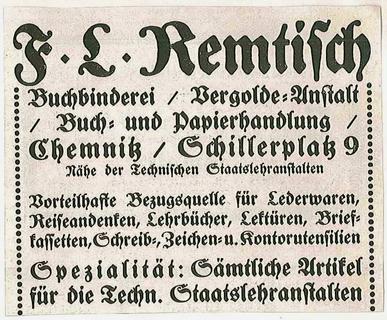 F. L. Remtisch
Buchbinderei / Vergolde-Anstalt
/ Buch- und Papierhandlung /
Chemnitz / Schillerplatz 9
Nähe der Technischen Staatslehranstalten
Vorteilhafte Bezugsquelle für Lederwaren,
Reiseandenken, Lehrbücher, Lektüren, Brief-
kassetten, Schreib-, Zeichen- u. Kontorutensilien
Spezialität: Sämtliche Artikel
für die Techn. Staatslehranstalten